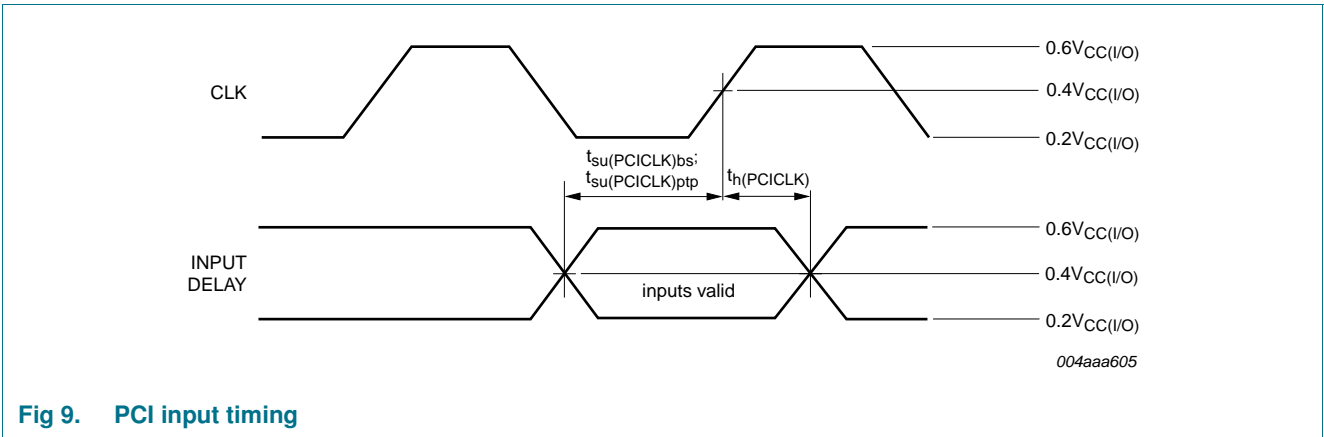 0.6VCC(I/O)
CLK
0.4VCC(I/O)
0.2VCC(I/O)
tsu(PCICLK)bs;
tsu(PCICLK)ptp
th(PCICLK)
0.6VCC(I/O)
INPUT
DELAY
0.4VCC(I/O)
inputs valid
0.2VCC(I/O)
004aaa605
Fig 9. PCI input timing